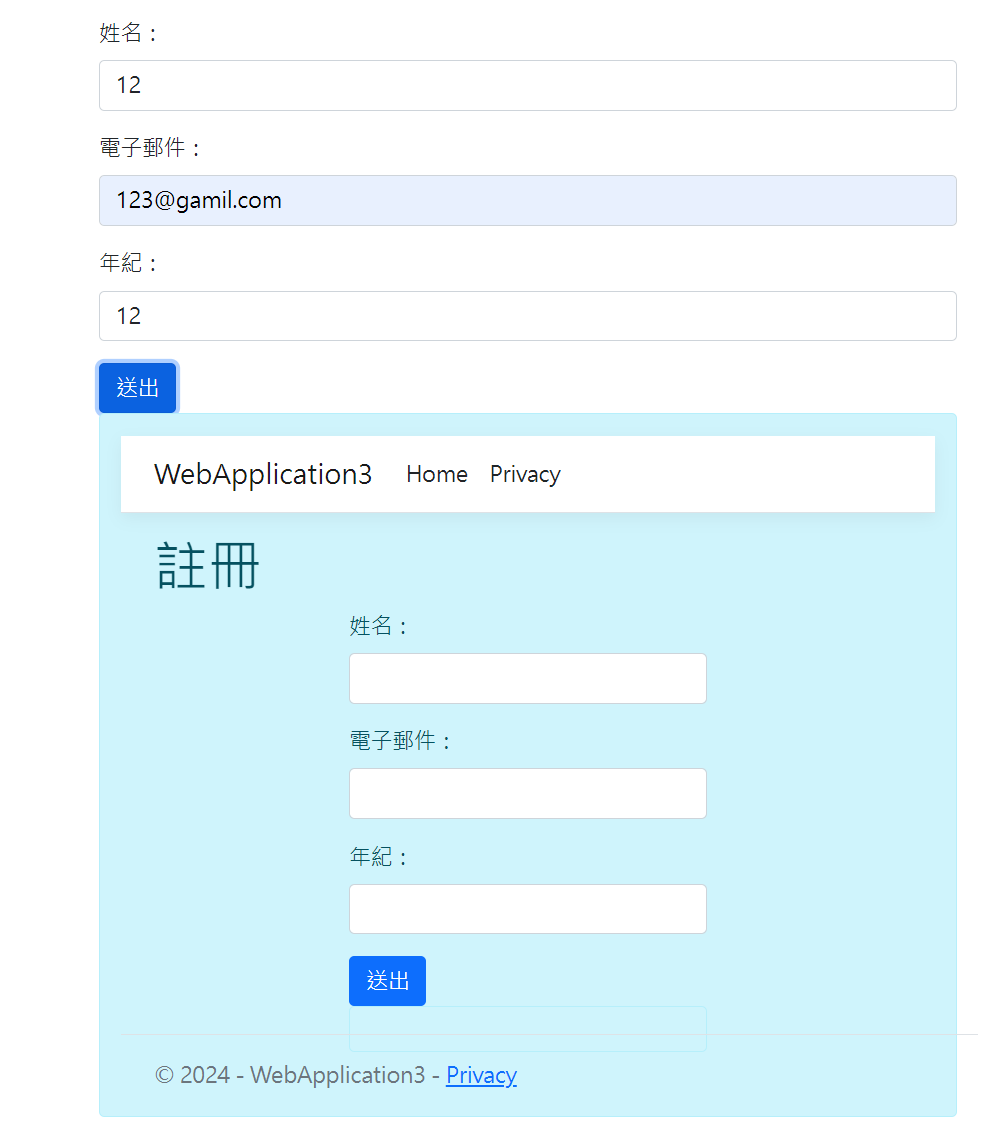 姓名：
12
電子郵件：
123@gamil.com
年紀：
12
送出
WebApplication3 Home Privacy
註冊
姓名：
電子郵件：
年紀：
送出
© 2024 - WebApplication3 - Privacy